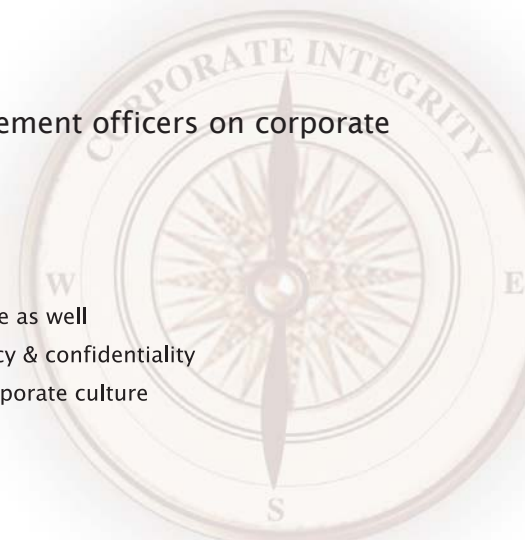 CORPORATE INTEGRITY
ement officers on corporate
W
E
e as well
cy & confidentiality
porate culture
S